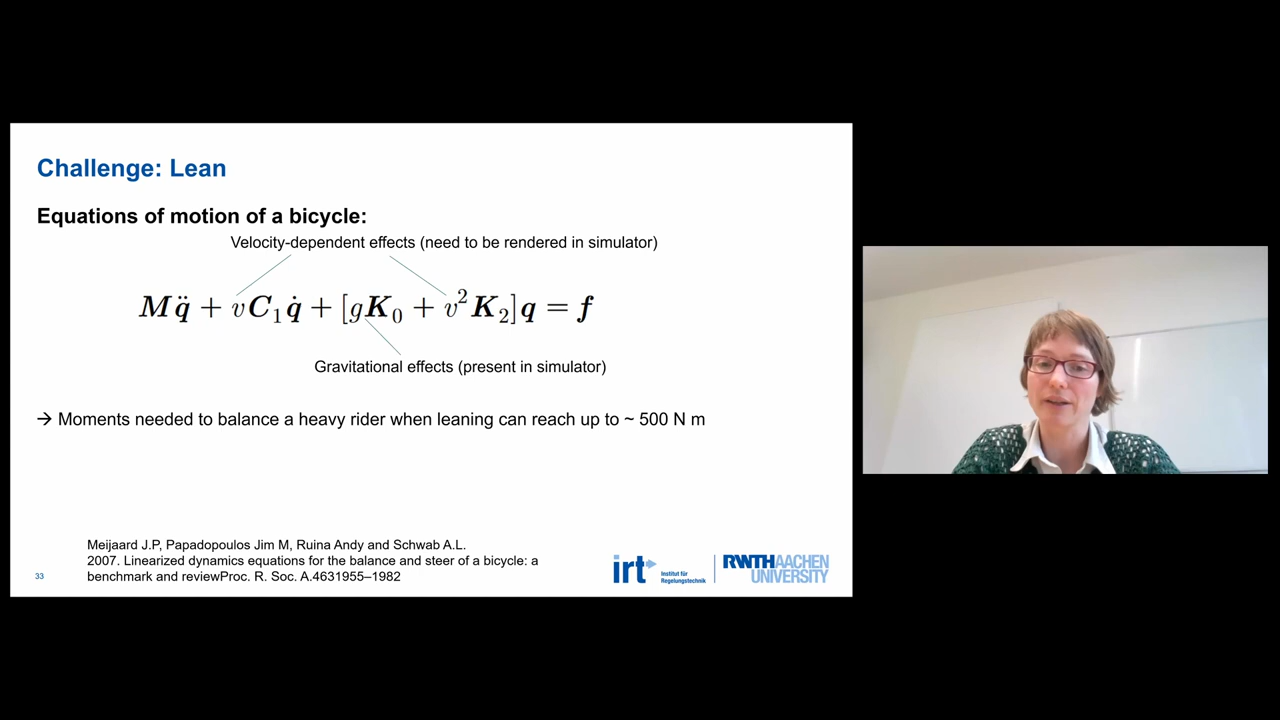 Challenge: Lean
Equations of motion of a bicycle:
Velocity-dependent effects (need to be rendered in simulator)
Mq̈ + vC₁q̇ + [gK₀ + v²K₂]q = f
Gravitational effects (present in simulator)
→ Moments needed to balance a heavy rider when leaning can reach up to ~ 500 N m
Meijaard J.P, Papadopoulos Jim M, Ruina Andy and Schwab A.L.
2007. Linearized dynamics equations for the balance and steer of a bicycle: a
benchmark and reviewProc. R. Soc. A.4631955–1982
33
irt Institut für
Regelungstechnik
RWTHAACHEN
UNIVERSITY